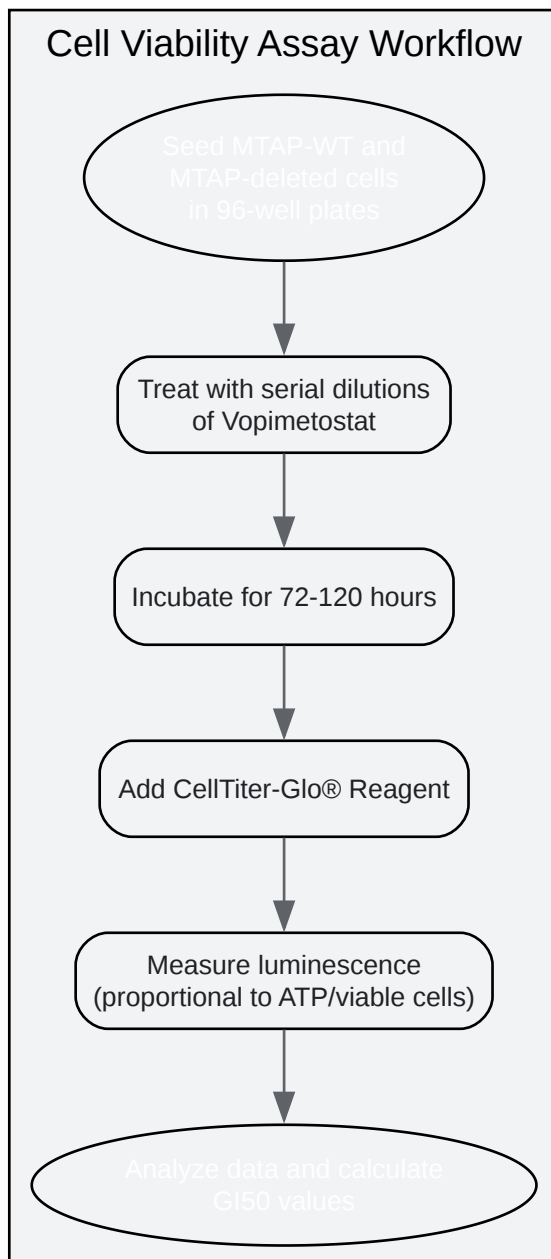 Cell Viability Assay Workflow
Seed MTAP-WT and
MTAP-deleted cells
in 96-well plates
Treat with serial dilutions
of Vopimetostat
Incubate for 72-120 hours
Add CellTiter-Glo® Reagent
Measure luminescence
(proportional to ATP/viable cells)
Analyze data and calculate
GI50 values